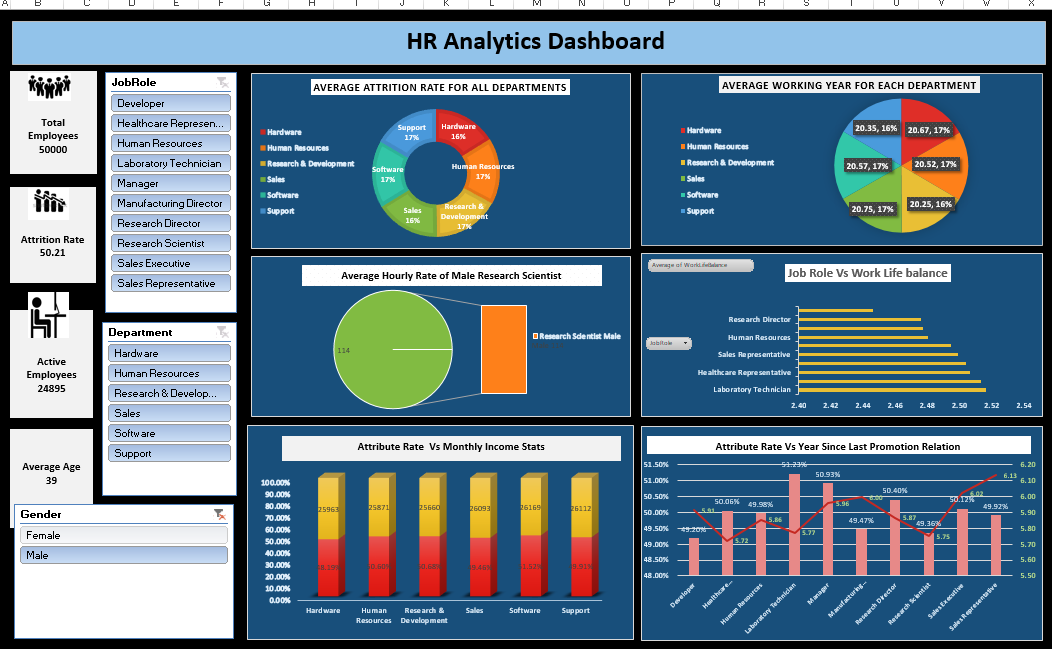 A B C D E F G H I J K L M N O P Q R S T U V W X
HR Analytics Dashboard
Total
Employees
50000
Attrition Rate
50.21
Active
Employees
24895
Average Age
39
JobRole
Developer
Healthcare Represen...
Human Resources
Laboratory Technician
Manager
Manufacturing Director
Research Director
Research Scientist
Sales Executive
Sales Representative
Department
Hardware
Human Resources
Research & Develop...
Sales
Software
Support
Gender
Female
Male
AVERAGE ATTRITION RATE FOR ALL DEPARTMENTS
Hardware
Human Resources
Research & Development
Sales
Software
Support
Support
17%
Hardware
16%
Software
17%
Human Resources
17%
Sales
16%
Research &
Development
17%
AVERAGE WORKING YEAR FOR EACH DEPARTMENT
Hardware
Human Resources
Research & Development
Sales
Software
Support
20.35, 16%
20.67, 17%
20.57, 17%
20.52, 17%
20.75, 17%
20.25, 16%
Average Hourly Rate of Male Research Scientist
114
Research Scientist Male
Average of WorkLifeBalance
Job Role Vs Work Life balance
JobRole
Research Director
Human Resources
Sales Representative
Healthcare Representative
Laboratory Technician
2.40 2.42 2.44 2.46 2.48 2.50 2.52 2.54
Attribute Rate Vs Monthly Income Stats
100.00%
90.00%
80.00%
70.00%
60.00%
50.00%
40.00%
30.00%
20.00%
10.00%
0.00%
25963 25871 25660 26093 26169 26112
Hardware
Human
Resources
Research &
Development
Sales
Software
Support
Attribute Rate Vs Year Since Last Promotion Relation
51.50%
51.00%
50.50%
50.00%
49.50%
49.00%
48.50%
48.00%
49.20% 50.06% 49.98% 51.23% 50.93% 49.47% 50.40% 49.36% 50.12% 49.92%
5.91 5.72 5.86 5.77 5.96 6.00 5.87 5.75 6.02 6.13
6.20
6.10
6.00
5.90
5.80
5.70
5.60
5.50
Developer
Healthcare...
Human Resources
Laboratory Technician
Manager
Manufacturing...
Research Director
Research Scientist
Sales Executive
Sales Representative